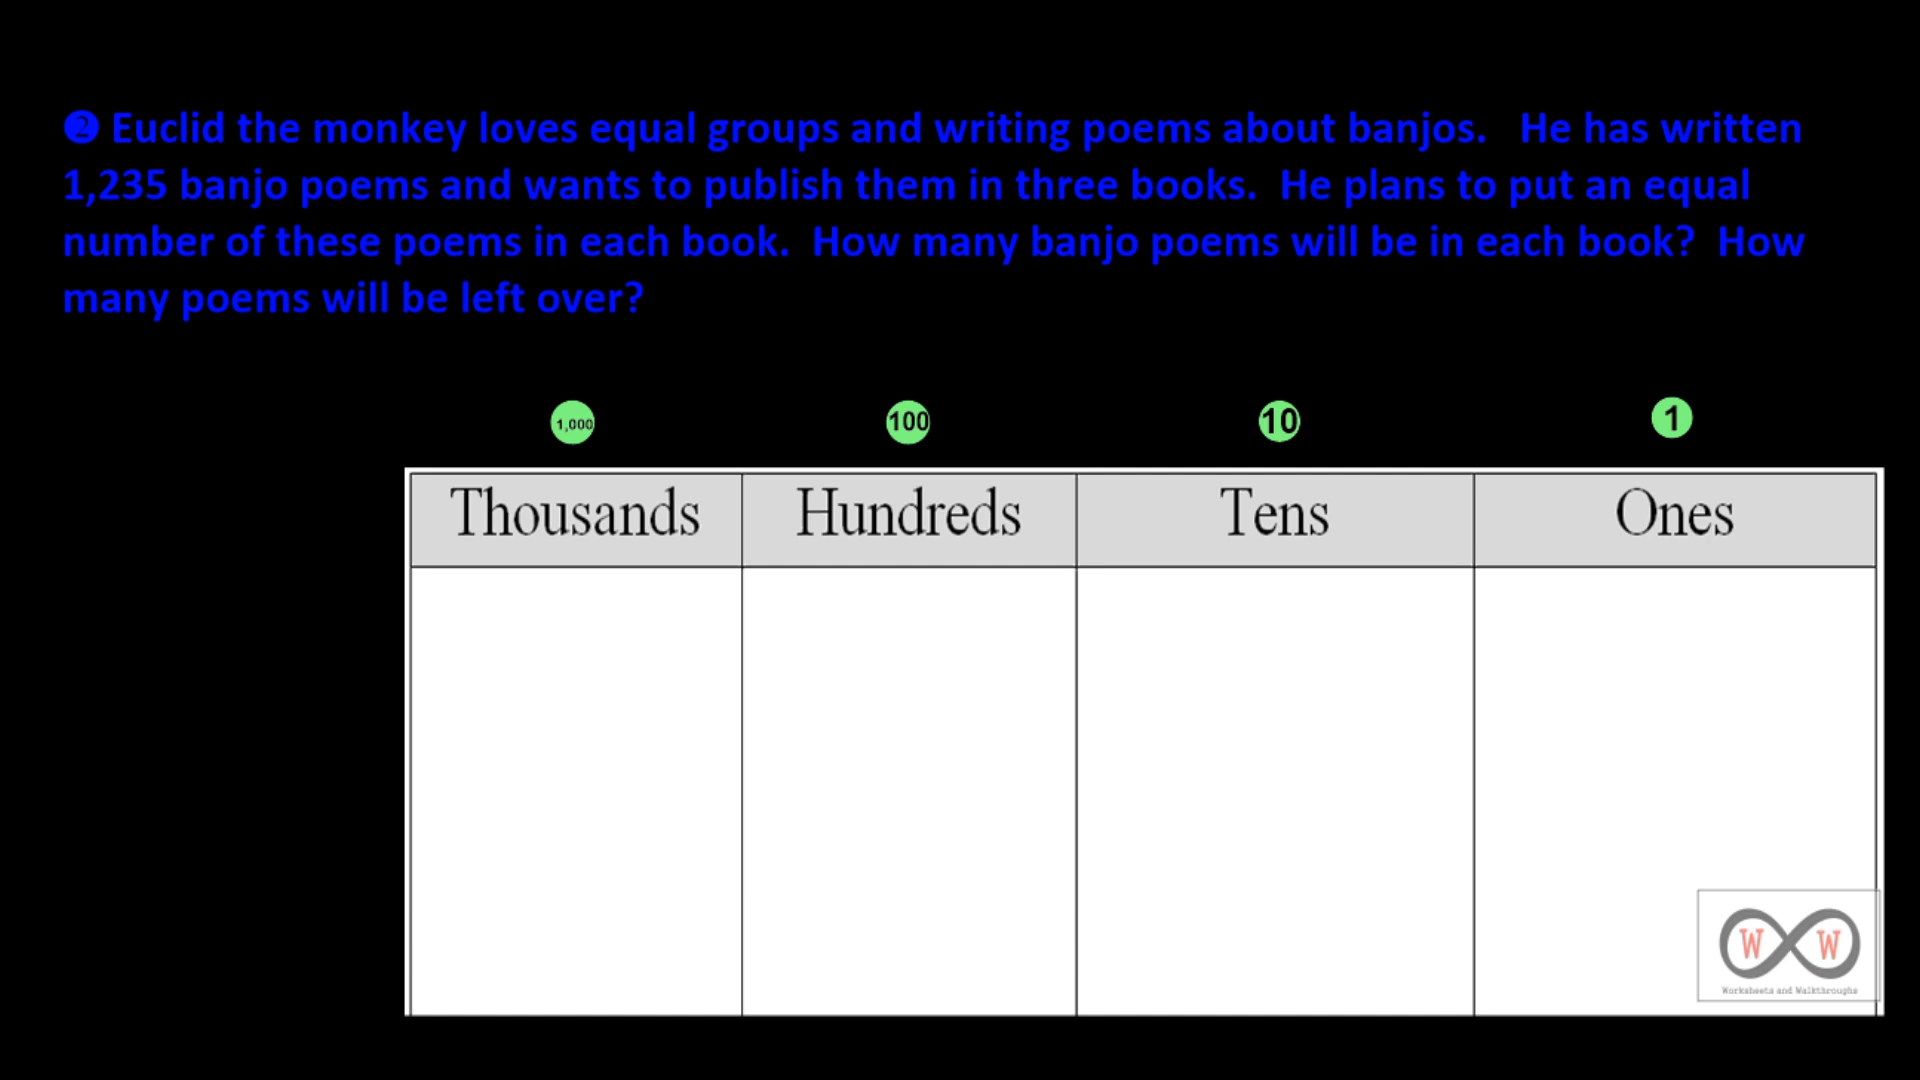 ❷ Euclid the monkey loves equal groups and writing poems about banjos. He has written
1,235 banjo poems and wants to publish them in three books. He plans to put an equal
number of these poems in each book. How many banjo poems will be in each book? How
many poems will be left over?
1,000 100 10 1
Thousands Hundreds Tens Ones
W W
Worksheets and Walkthroughs